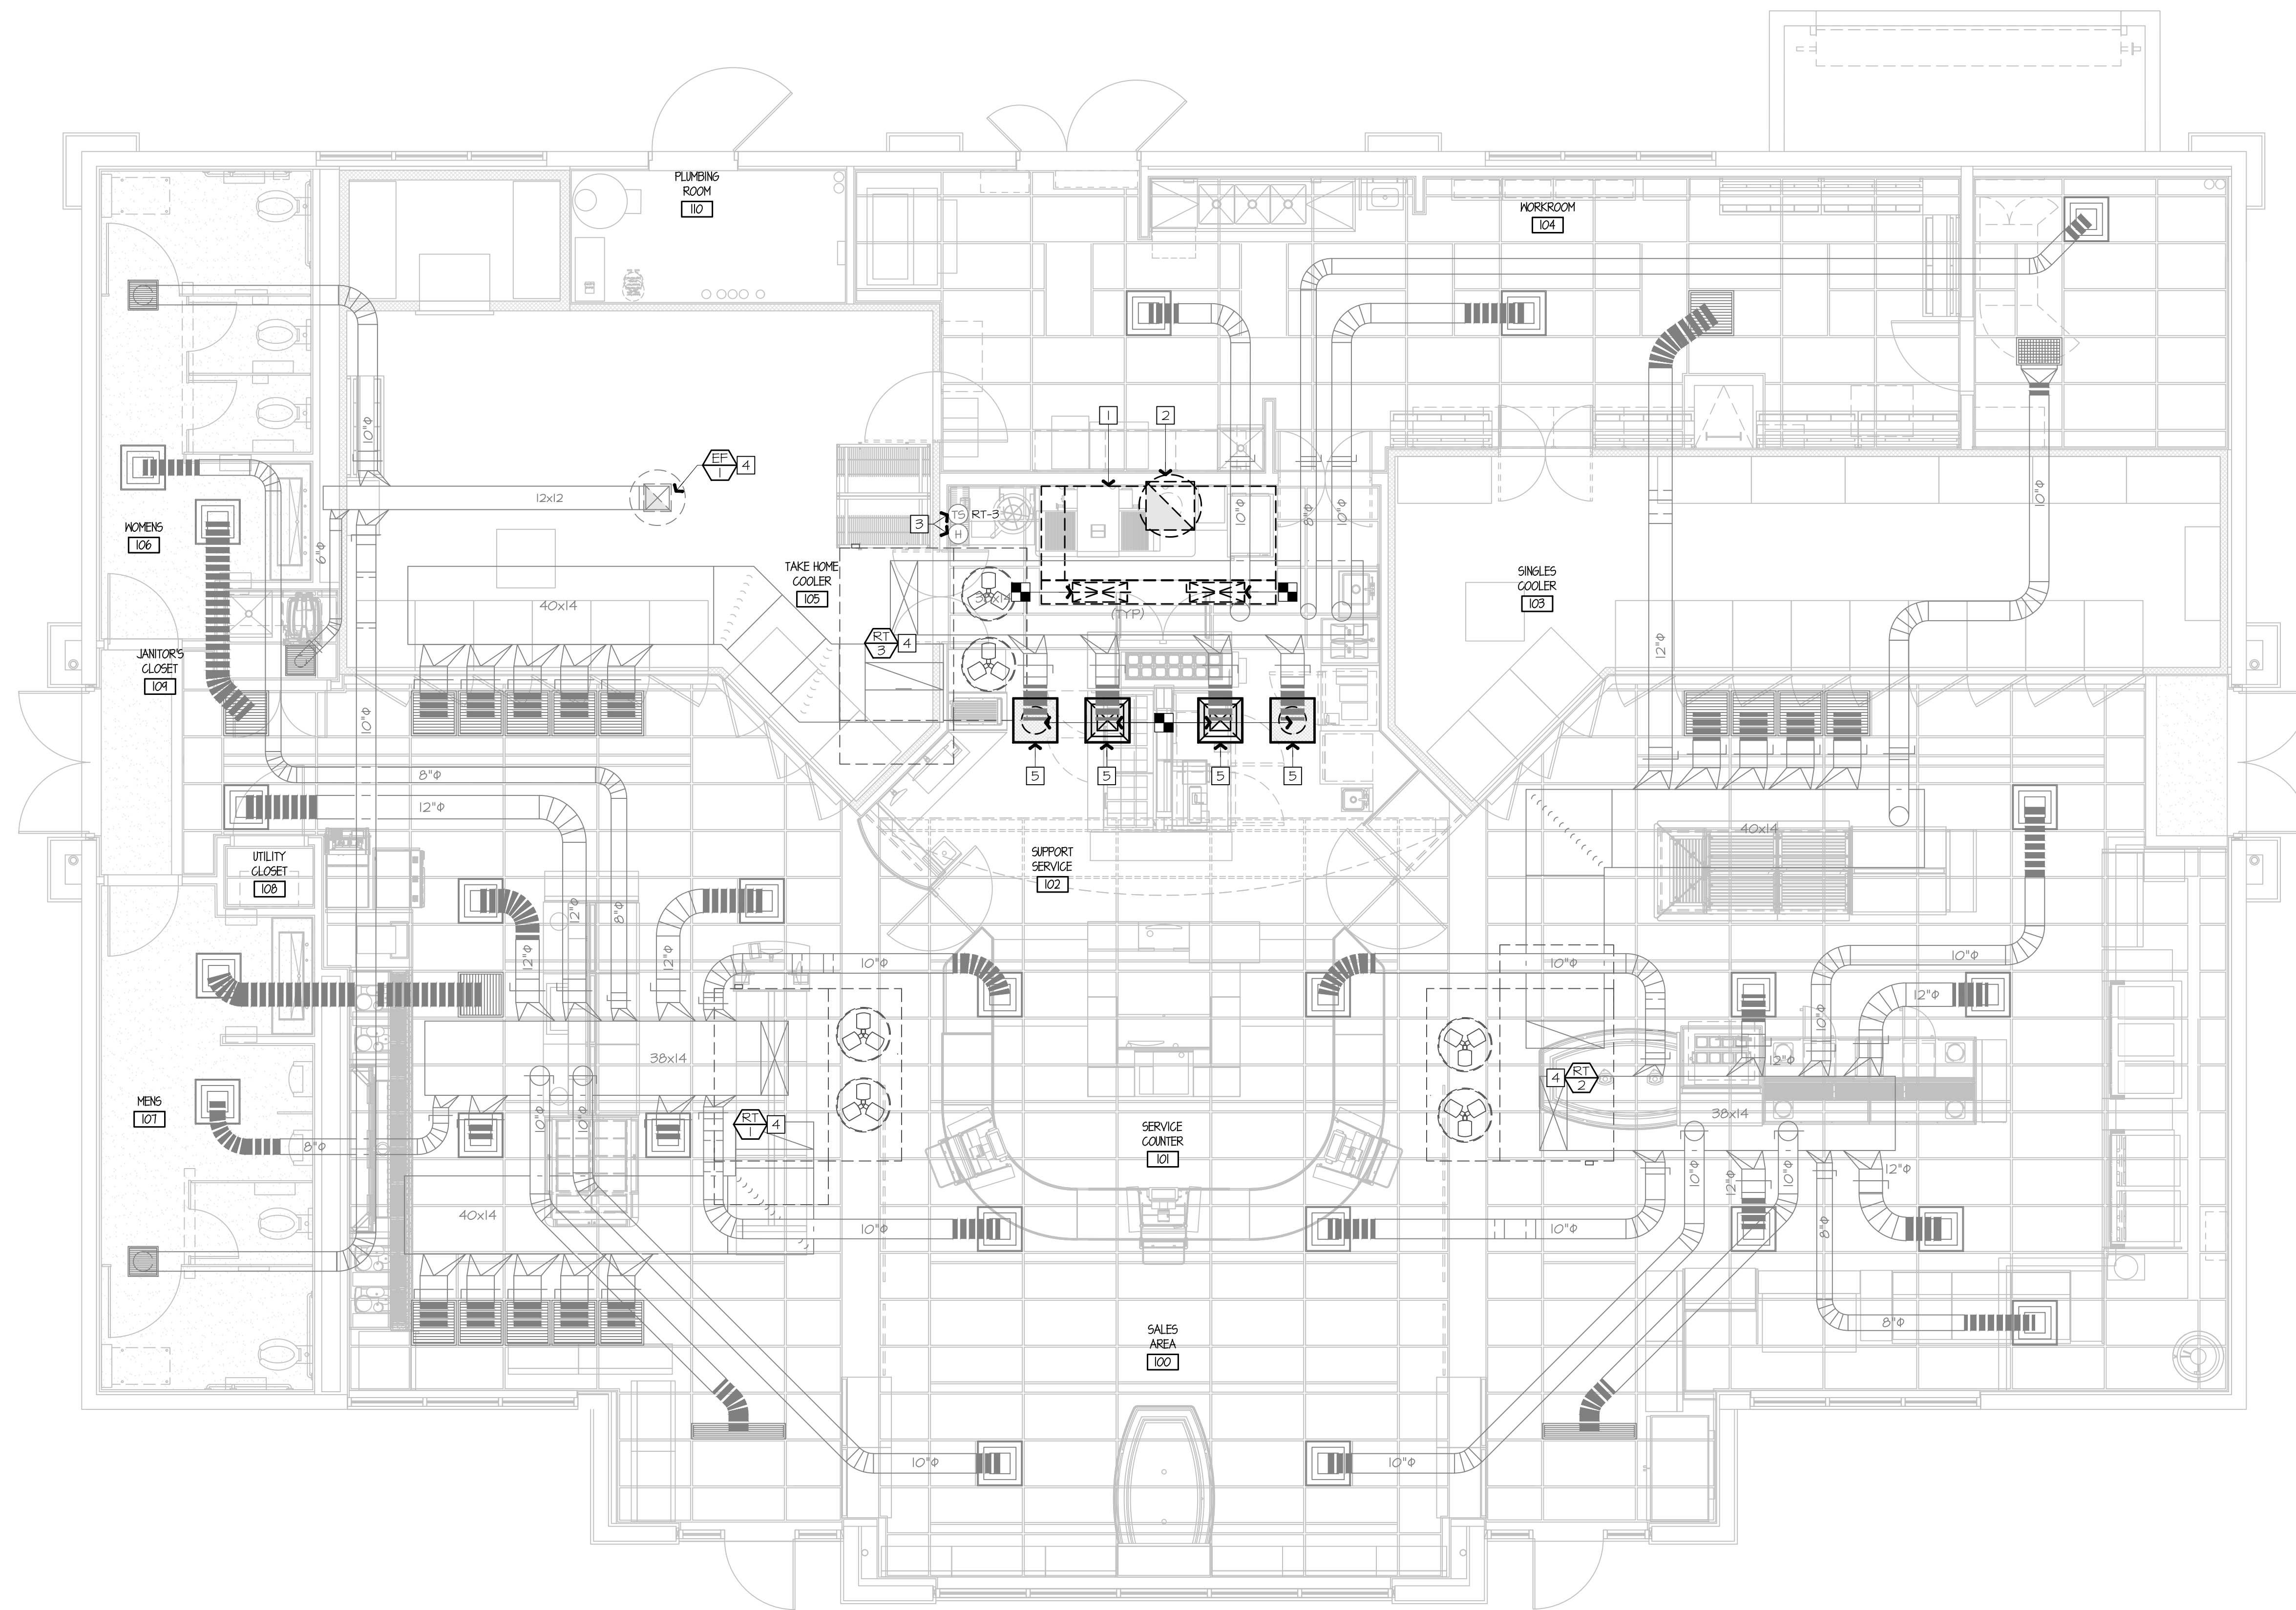 PLUMBING
ROOM
110
WORKROOM
104
1
2
10"Φ
EF
1
4
12x12
3
TS
RT-3
H
10"Φ
8"Φ
10"Φ
10"Φ
WOMENS
106
6"Φ
TAKE HOME
COOLER
105
SINGLES
COOLER
103
40x14
(TYP)
RT
3
4
12"Φ
JANITOR'S
CLOSET
109
10"Φ
5
5
5
5
8"Φ
12"Φ
40x14
UTILITY
CLOSET
108
SUPPORT
SERVICE
102
12"Φ
8"Φ
12"Φ
12"Φ
10"Φ
10"Φ
10"Φ
12"Φ
10"Φ
38x14
12"Φ
4
RT
2
MENS
107
RT
1
4
38x14
10"Φ
10"Φ
8"Φ
SERVICE
COUNTER
101
12"Φ
10"Φ
12"Φ
10"Φ
40x14
10"Φ
10"Φ
8"Φ
8"Φ
SALES
AREA
100
10"Φ
10"Φ